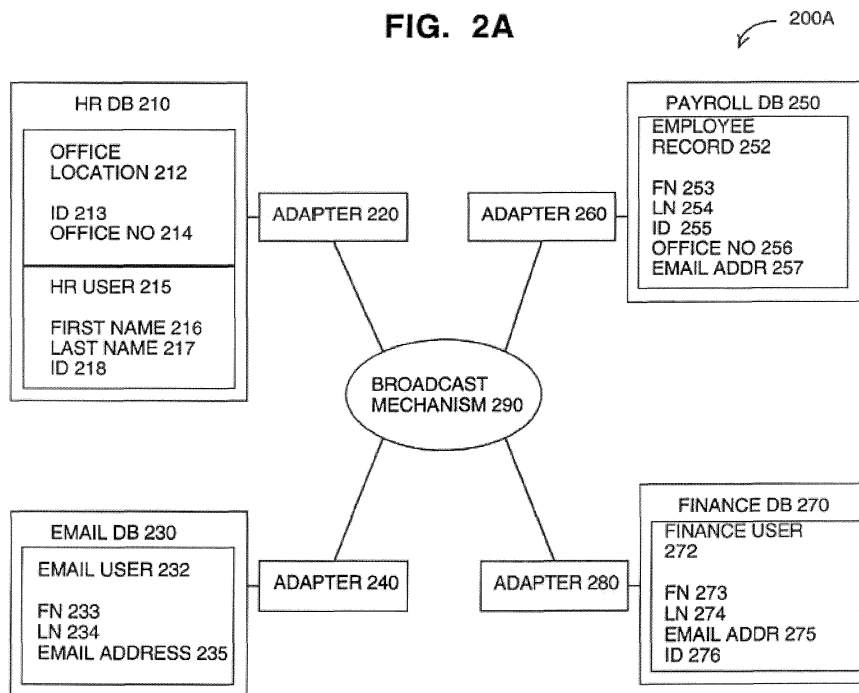 FIG. 2A
200A
HR DB 210
OFFICE
LOCATION 212
ID 213
OFFICE NO 214
HR USER 215
FIRST NAME 216
LAST NAME 217
ID 218
ADAPTER 220
ADAPTER 260
PAYROLL DB 250
EMPLOYEE
RECORD 252
FN 253
LN 254
ID 255
OFFICE NO 256
EMAIL ADDR 257
BROADCAST
MECHANISM 290
EMAIL DB 230
EMAIL USER 232
FN 233
LN 234
EMAIL ADDRESS 235
ADAPTER 240
ADAPTER 280
FINANCE DB 270
FINANCE USER
272
FN 273
LN 274
EMAIL ADDR 275
ID 276